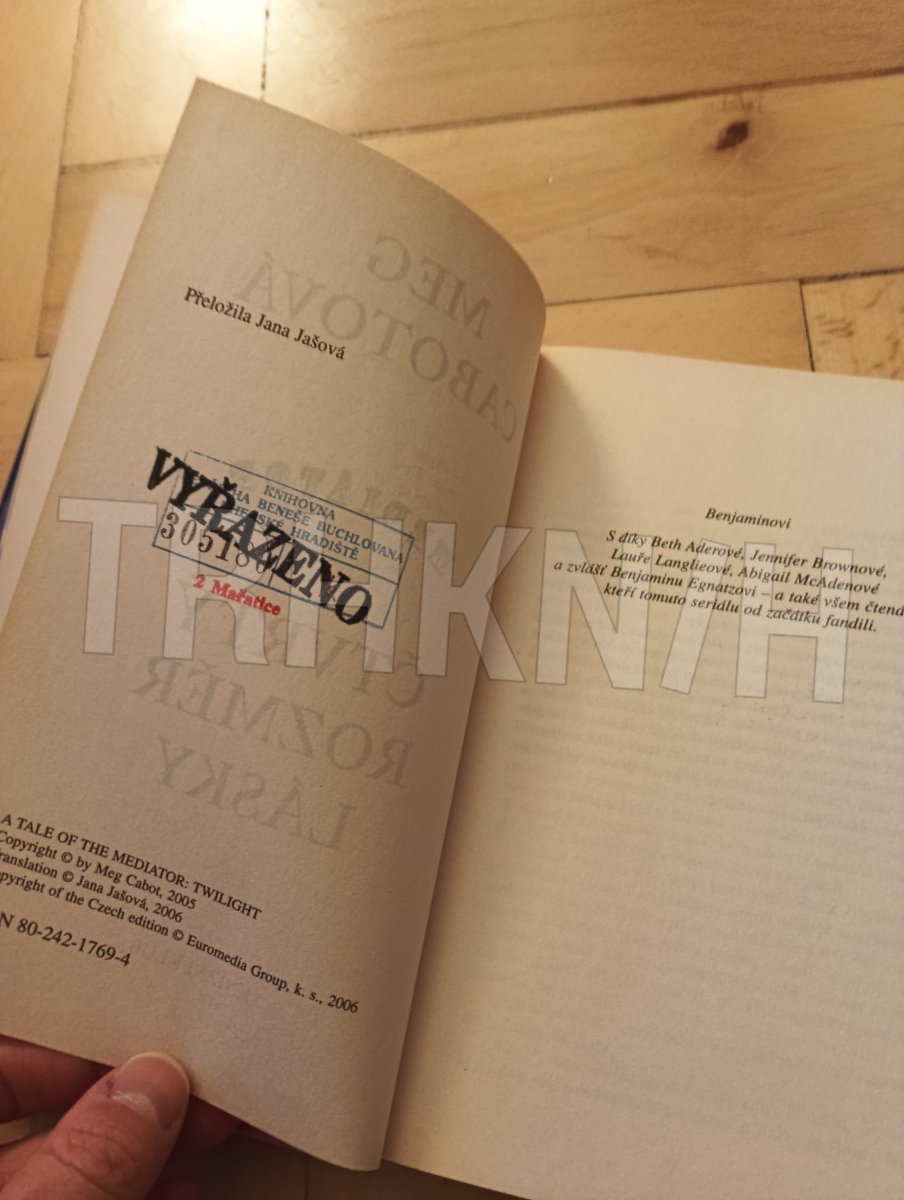 Přeložila Jana Jašová
KNIHOVNA
BENEŠE BUCHLOVANA
HRADIŠTĚ
VYŘAZENO
305180
2 Mařatice
A TALE OF THE MEDIATOR: TWILIGHT
Copyright © by Meg Cabot, 2005
ranslation © Jana Jašová, 2006
opyright of the Czech edition © Euromedia Group, k. s., 2006
N 80-242-1769-4
MEG
CABOTOVÁ
ROZMĚR
LÁSKY
Benjaminovi
S díky Beth Aderové, Jennifer Brownové,
Lauře Langlieové, Abigail McAdenové
a zvlášť Benjaminu Egnatzovi – a také všem čtená
kteří tomuto seriálu od začátku fandili.
TRHKNIH